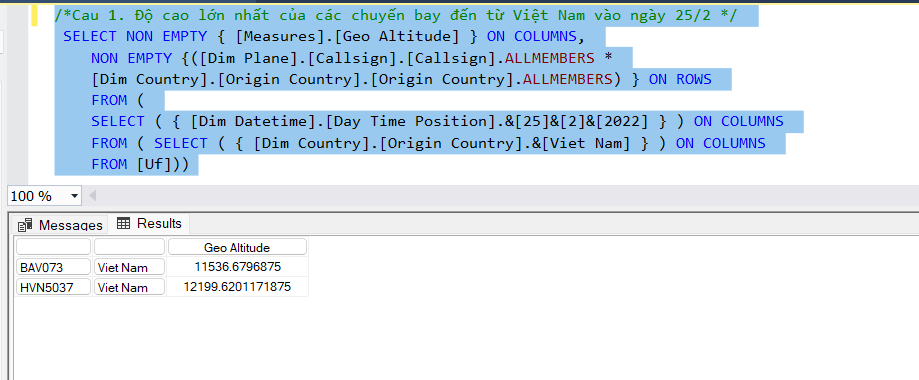 /*Cau 1. Độ cao lớn nhất của các chuyến bay đến từ Việt Nam vào ngày 25/2 */
SELECT NON EMPTY { [Measures].[Geo Altitude] } ON COLUMNS,
NON EMPTY {([Dim Plane].[Callsign].[Callsign].ALLMEMBERS *
[Dim Country].[Origin Country].[Origin Country].ALLMEMBERS) } ON ROWS
FROM (
SELECT ( { [Dim Datetime].[Day Time Position].&[25]&[2]&[2022] } ) ON COLUMNS
FROM ( SELECT ( { [Dim Country].[Origin Country].&[Viet Nam] } ) ON COLUMNS
FROM [Uf]))
100 %
Messages Results
Geo Altitude
BAV073 Viet Nam 11536.6796875
HVN5037 Viet Nam 12199.6201171875